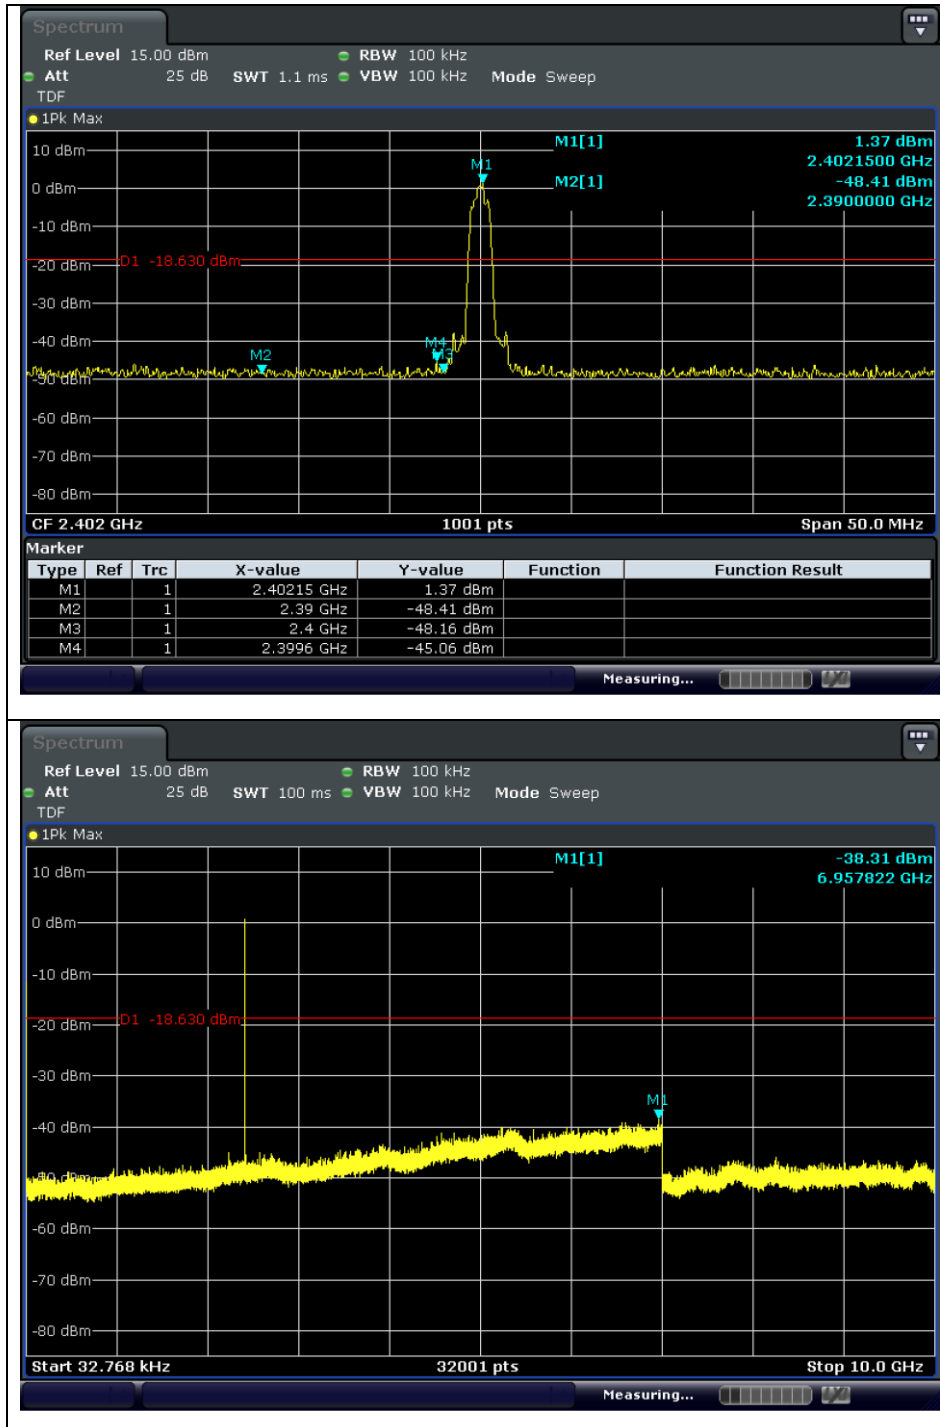 Spectrum
Ref Level 15.00 dBm RBW 100 kHz
Att 25 dB SWT 1.1 ms VBW 100 kHz Mode Sweep
TDF
1Pk Max
M1[1] 1.37 dBm
2.4021500 GHz
M2[1] -48.41 dBm
2.3900000 GHz
10 dBm
M1
0 dBm
-10 dBm
D1 -18.630 dBm
-20 dBm
-30 dBm
-40 dBm
M4
M2 M3
-50 dBm
-60 dBm
-70 dBm
-80 dBm
CF 2.402 GHz 1001 pts Span 50.0 MHz
Marker
Type Ref Trc X-value Y-value Function Function Result
M1 1 2.40215 GHz 1.37 dBm
M2 1 2.39 GHz -48.41 dBm
M3 1 2.4 GHz -48.16 dBm
M4 1 2.3996 GHz -45.06 dBm
Measuring...
Spectrum
Ref Level 15.00 dBm RBW 100 kHz
Att 25 dB SWT 100 ms VBW 100 kHz Mode Sweep
TDF
1Pk Max
M1[1] -38.31 dBm
6.957822 GHz
10 dBm
0 dBm
-10 dBm
D1 -18.630 dBm
-20 dBm
-30 dBm
M1
-40 dBm
-50 dBm
-60 dBm
-70 dBm
-80 dBm
Start 32.768 kHz 32001 pts Stop 10.0 GHz
Measuring...